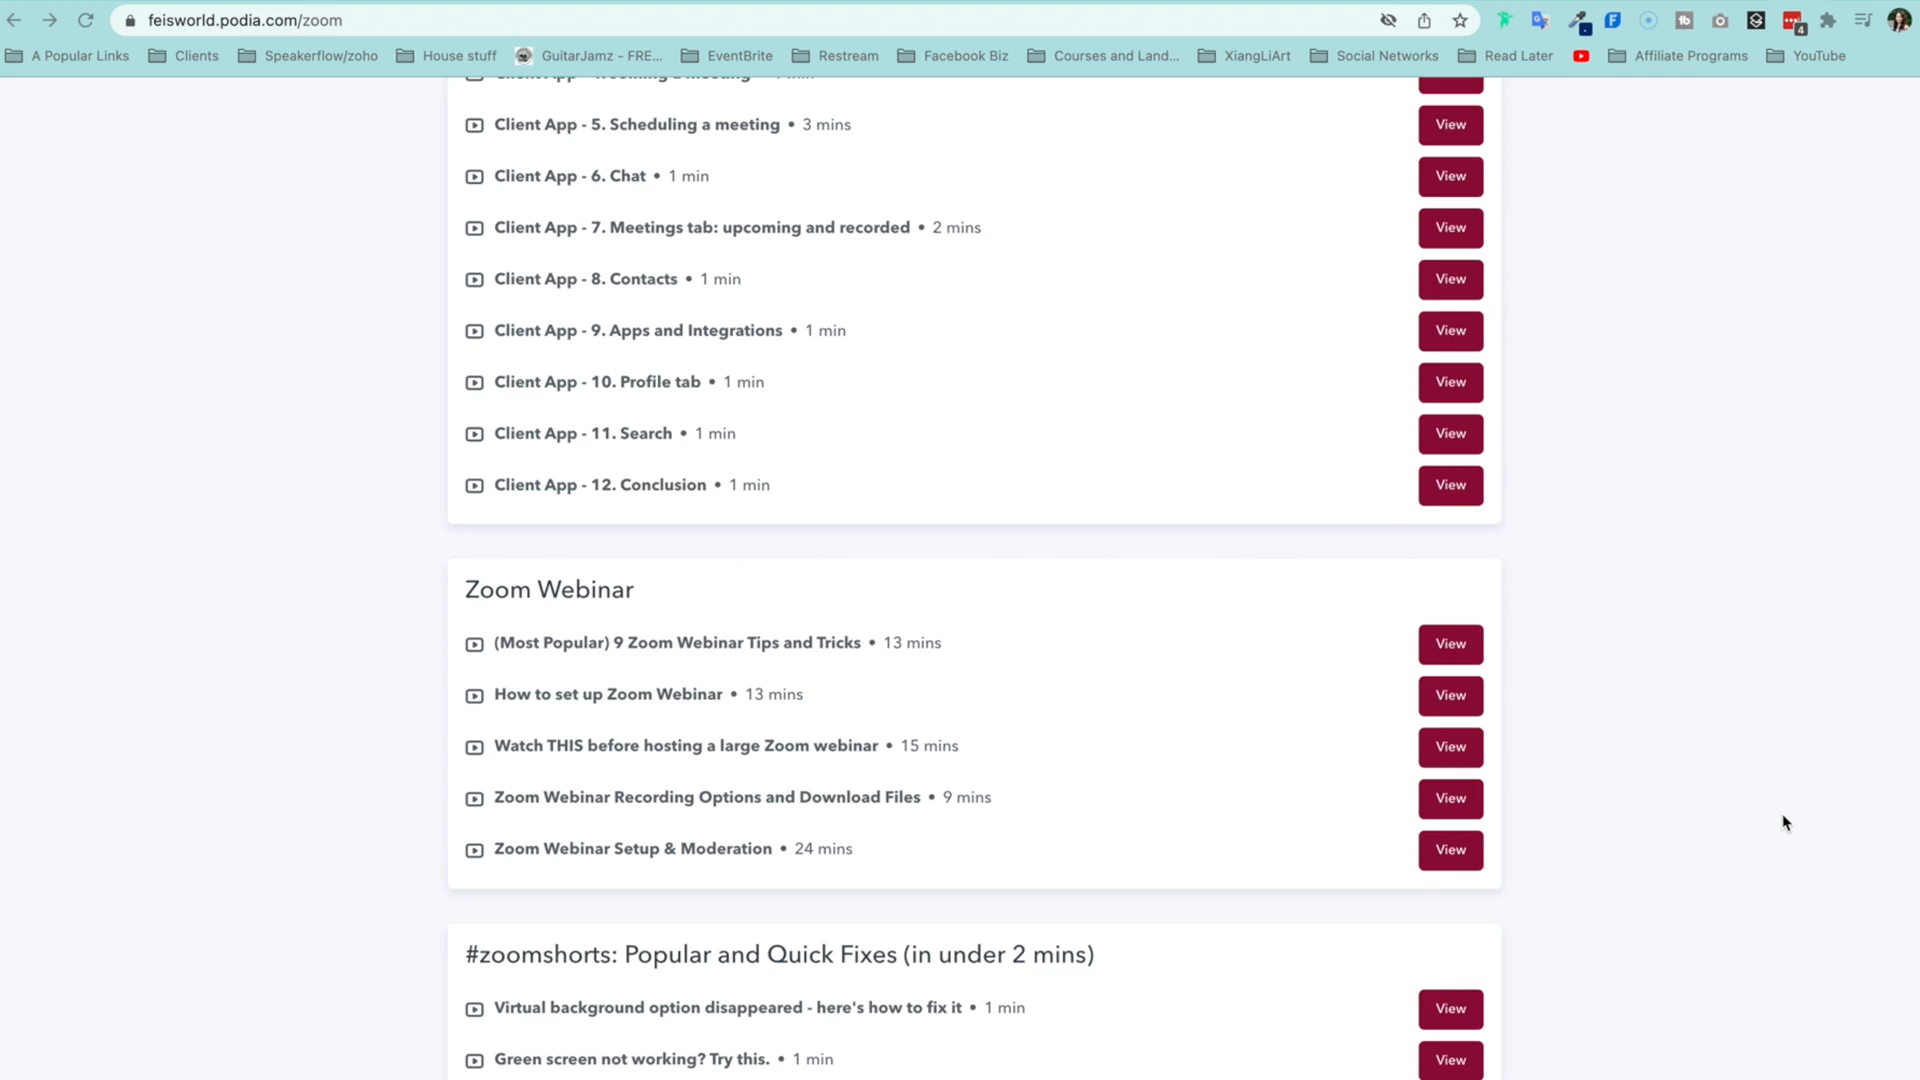 feisworld.podia.com/zoom
4
A Popular Links
Clients
Speakerflow/zoho
House stuff
GuitarJamz - FRE...
EventBrite
Restream
Facebook Biz
Courses and Land...
XiangLiArt
Social Networks
Read Later
Affiliate Programs
YouTube
Client App - 5. Scheduling a meeting • 3 mins
View
Client App - 6. Chat • 1 min
View
Client App - 7. Meetings tab: upcoming and recorded • 2 mins
View
Client App - 8. Contacts • 1 min
View
Client App - 9. Apps and Integrations • 1 min
View
Client App - 10. Profile tab • 1 min
View
Client App - 11. Search • 1 min
View
Client App - 12. Conclusion • 1 min
View
Zoom Webinar
(Most Popular) 9 Zoom Webinar Tips and Tricks • 13 mins
View
How to set up Zoom Webinar • 13 mins
View
Watch THIS before hosting a large Zoom webinar • 15 mins
View
Zoom Webinar Recording Options and Download Files • 9 mins
View
Zoom Webinar Setup & Moderation • 24 mins
View
#zoomshorts: Popular and Quick Fixes (in under 2 mins)
Virtual background option disappeared - here's how to fix it • 1 min
View
Green screen not working? Try this. • 1 min
View